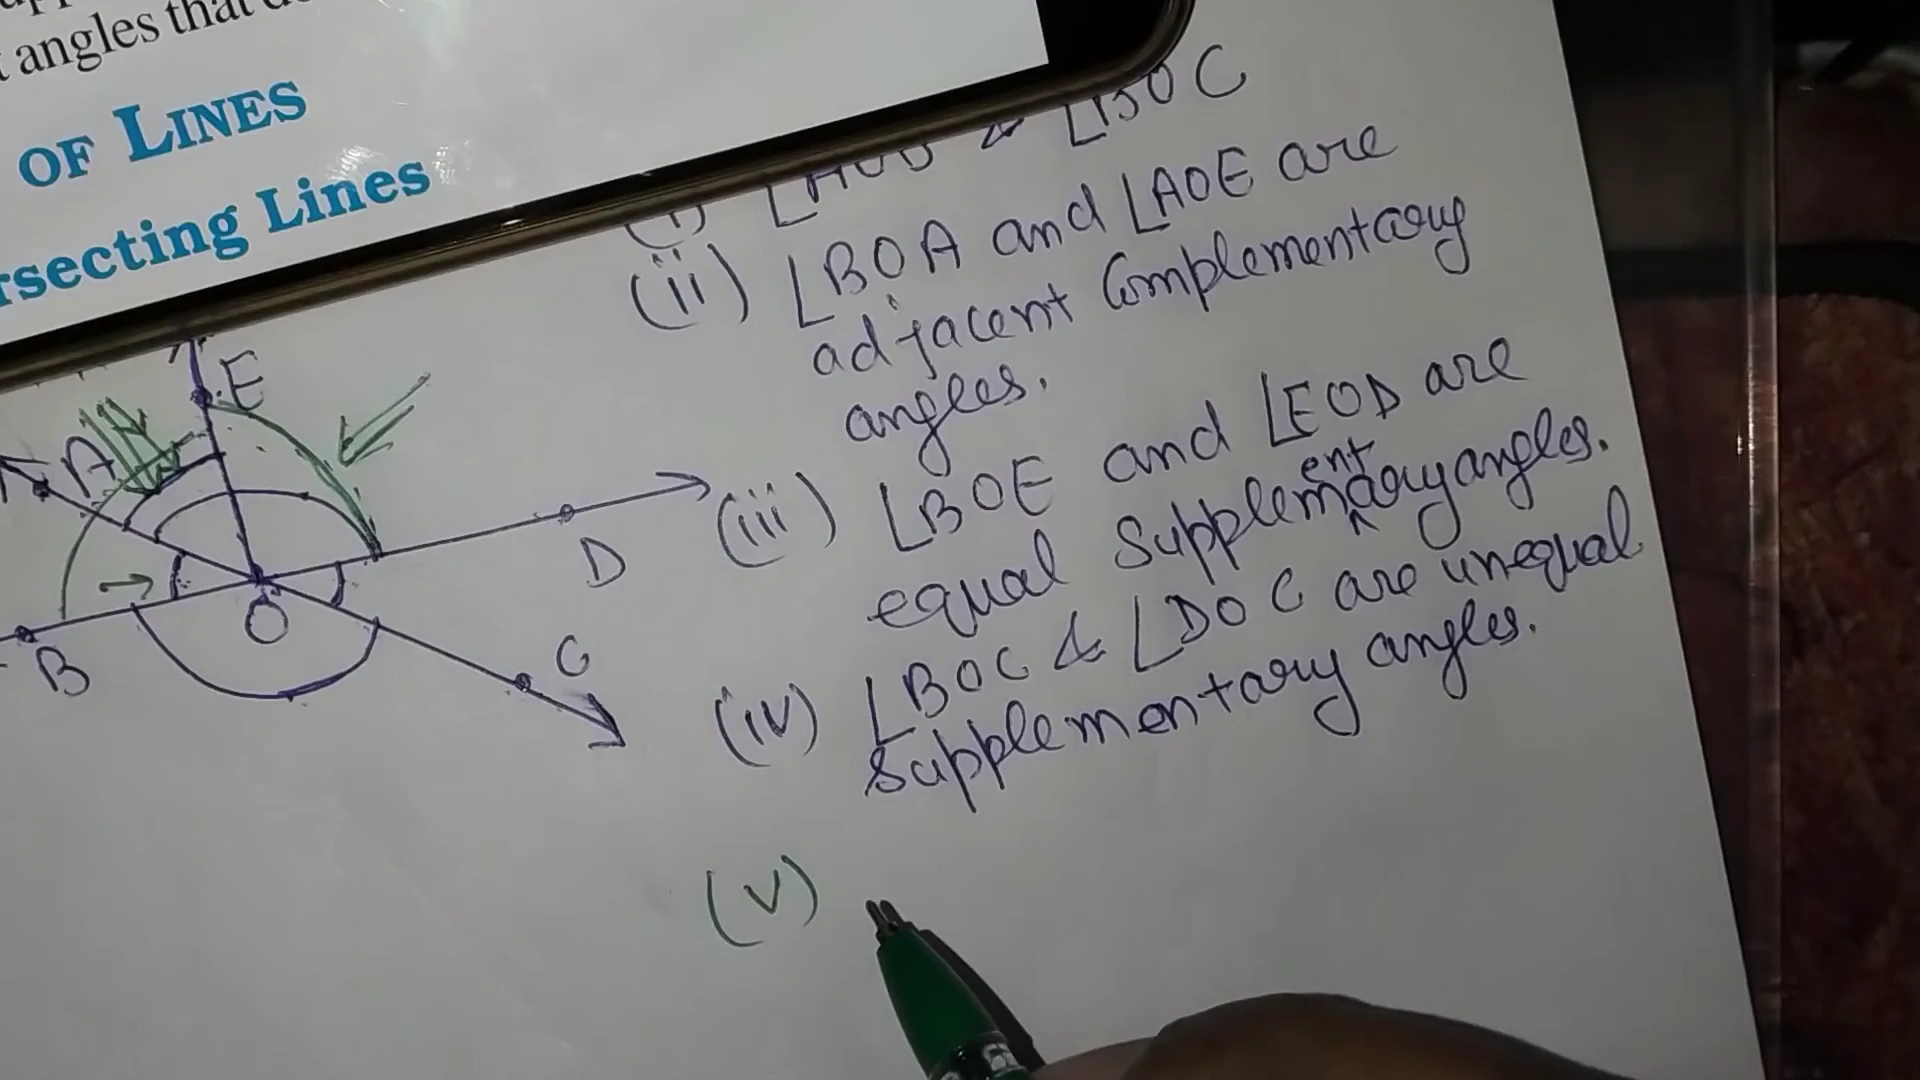 angles that
OF LINES
rsecting Lines
(i) ∠AOD & ∠BOC
(ii) ∠BOA and ∠AOE are
adjacent Complementary
angles.
(iii) ∠BOE and ∠EOD are
equal Supplementary angles.
(iv) ∠BOC & ∠DOC are unequal
Supplementary angles.
(v)
E
A
D
O
B
C